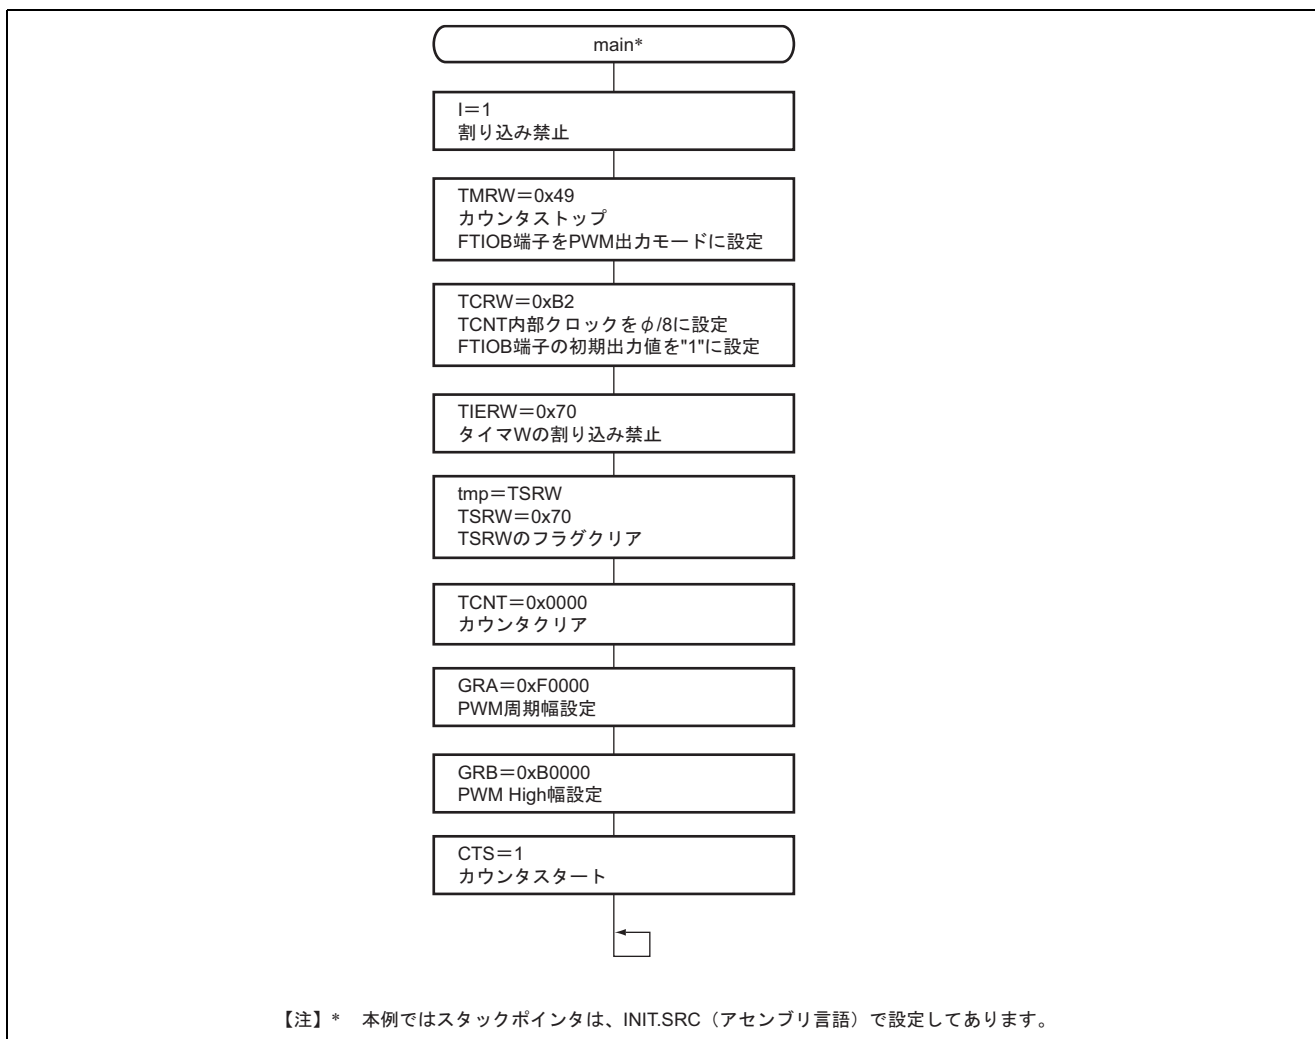 main*
I＝1
割り込み禁止
TMRW＝0x49
カウンタストップ
FTIOB端子をPWM出力モードに設定
TCRW＝0xB2
TCNT内部クロックをφ/8に設定
FTIOB端子の初期出力値を"1"に設定
TIERW＝0x70
タイマWの割り込み禁止
tmp＝TSRW
TSRW＝0x70
TSRWのフラグクリア
TCNT＝0x0000
カウンタクリア
GRA＝0xF0000
PWM周期幅設定
GRB＝0xB0000
PWM High幅設定
CTS＝1
カウンタスタート
【注】* 本例ではスタックポインタは、INIT.SRC（アセンブリ言語）で設定してあります。